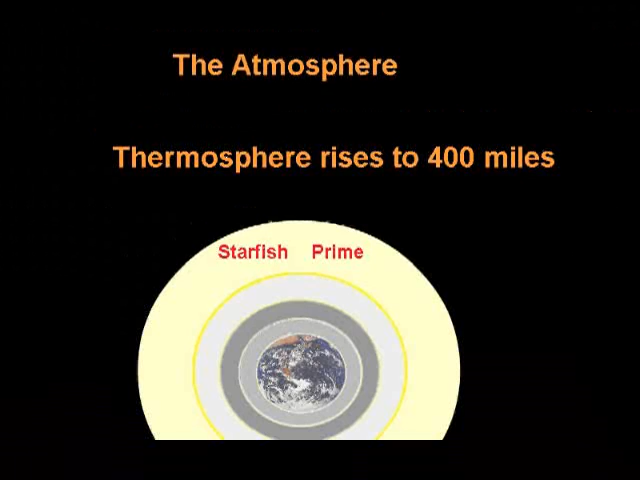 The Atmosphere
Thermosphere rises to 400 miles
Starfish Prime